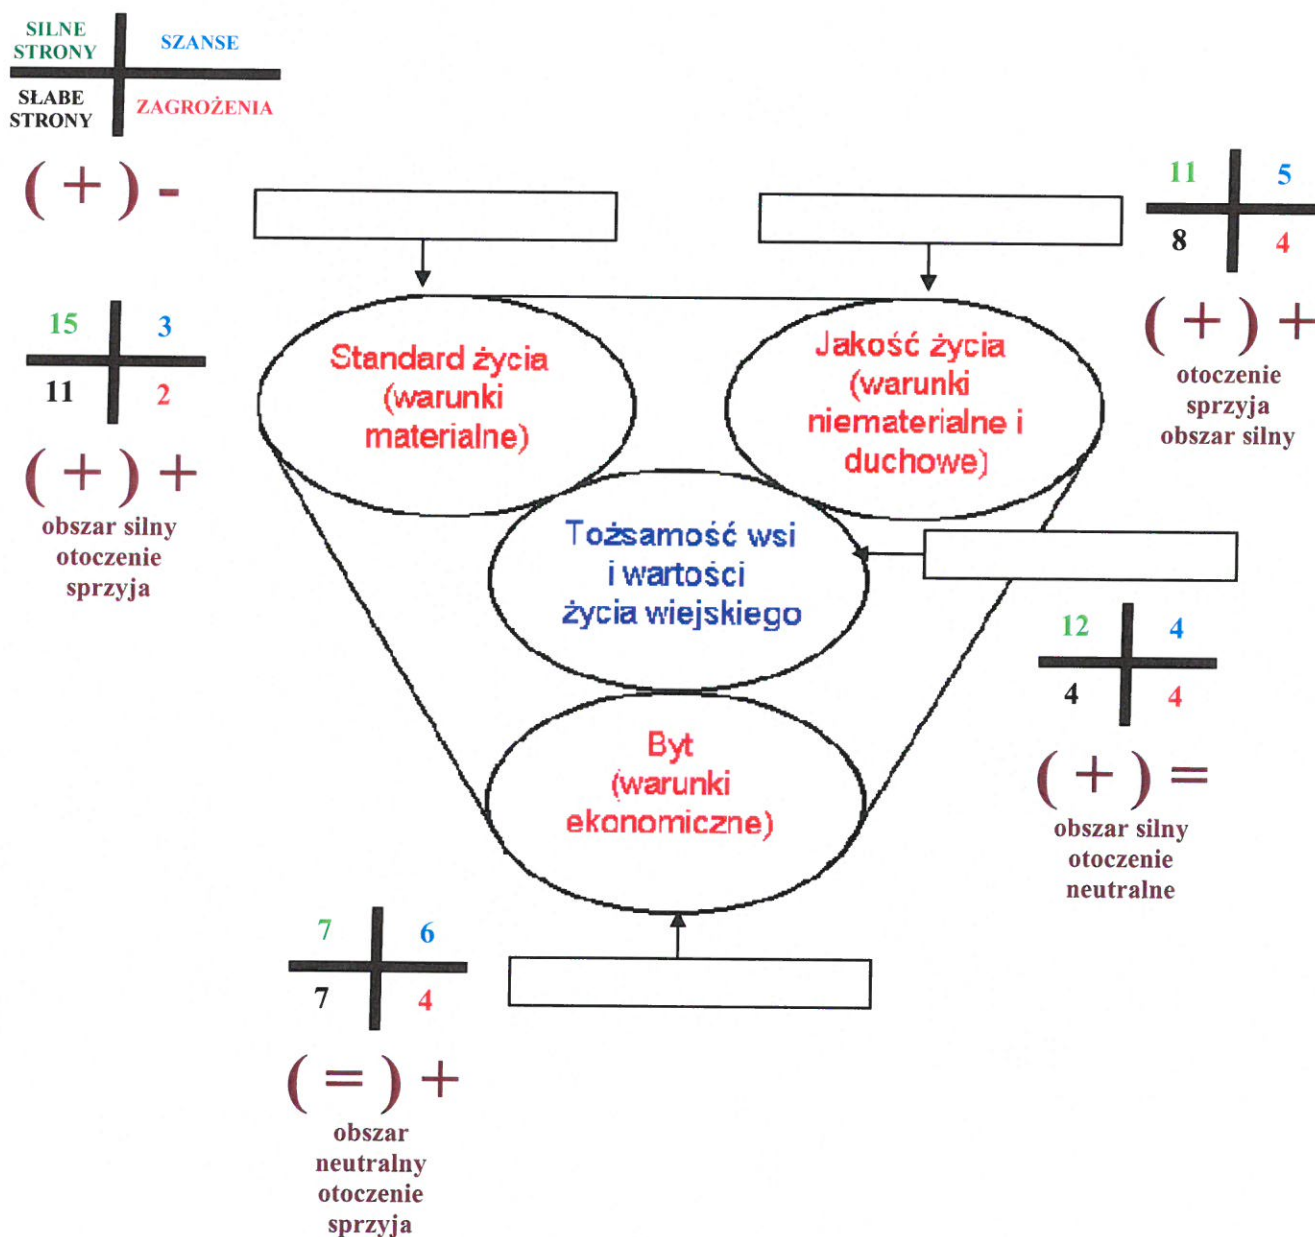 SILNE
STRONY
SZANSE
SŁABE
STRONY
ZAGROŻENIA
( + ) -
11 5
8 4
( + ) +
otoczenie
sprzyja
obszar silny
15 3
11 2
( + ) +
obszar silny
otoczenie
sprzyja
Standard życia
(warunki
materialne)
Jakość życia
(warunki
niematerialne i
duchowe)
Tożsamość wsi
i wartości
życia wiejskiego
12 4
4 4
( + ) =
obszar silny
otoczenie
neutralne
Byt
(warunki
ekonomiczne)
7 6
7 4
( = ) +
obszar
neutralny
otoczenie
sprzyja